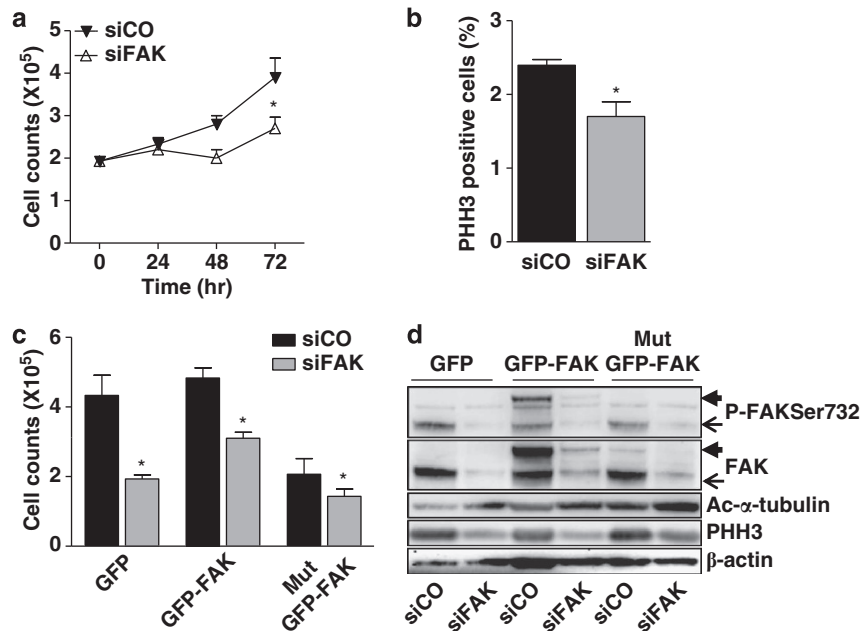 a
siCO
siFAK
Cell counts (X10⁵)
5
4
3
2
1
0
*
0 24 48 72
Time (hr)
b
PHH3 positive cells (%)
3
2
1
0
*
siCO siFAK
c
Cell counts (X10⁵)
6
4
2
0
siCO
siFAK
*
*
*
GFP
GFP-FAK
Mut
GFP-FAK
d
Mut
GFP GFP-FAK GFP-FAK
P-FAKSer732
FAK
Ac-α-tubulin
PHH3
β-actin
siCO siFAK siCO siFAK siCO siFAK